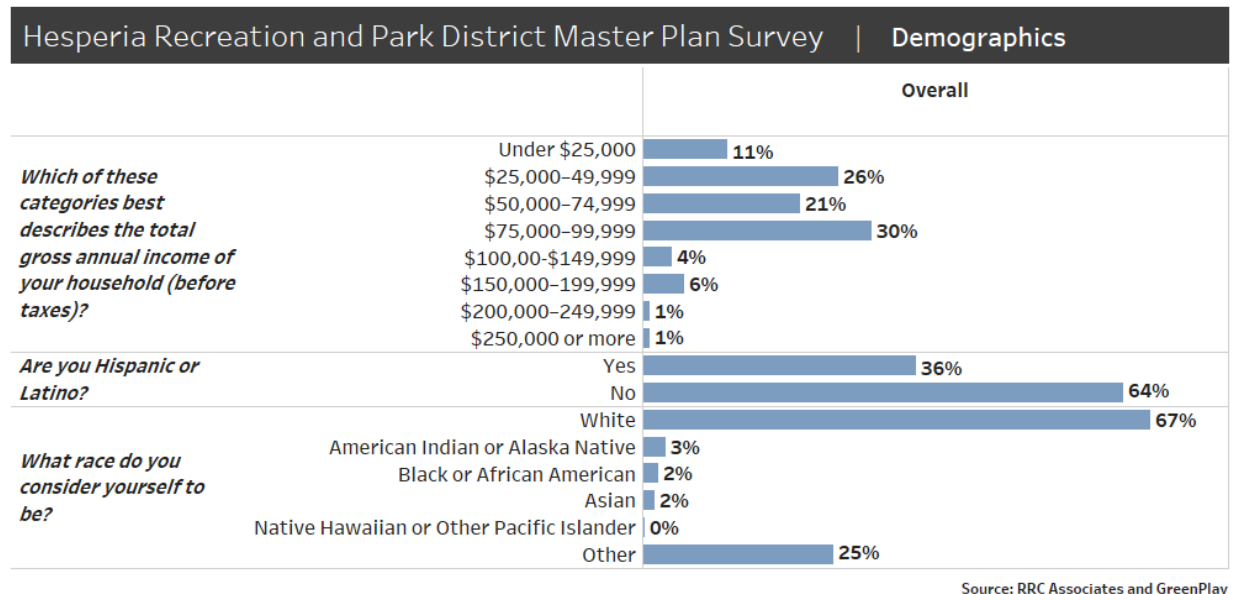 Hesperia Recreation and Park District Master Plan Survey | Demographics
Overall
Which of these
categories best
describes the total
gross annual income of
your household (before
taxes)?
Under $25,000 11%
$25,000–49,999 26%
$50,000–74,999 21%
$75,000–99,999 30%
$100,00-$149,999 4%
$150,000–199,999 6%
$200,000–249,999 1%
$250,000 or more 1%
Are you Hispanic or
Latino?
Yes 36%
No 64%
What race do you
consider yourself to
be?
White 67%
American Indian or Alaska Native 3%
Black or African American 2%
Asian 2%
Native Hawaiian or Other Pacific Islander 0%
Other 25%
Source: RRC Associates and GreenPlay